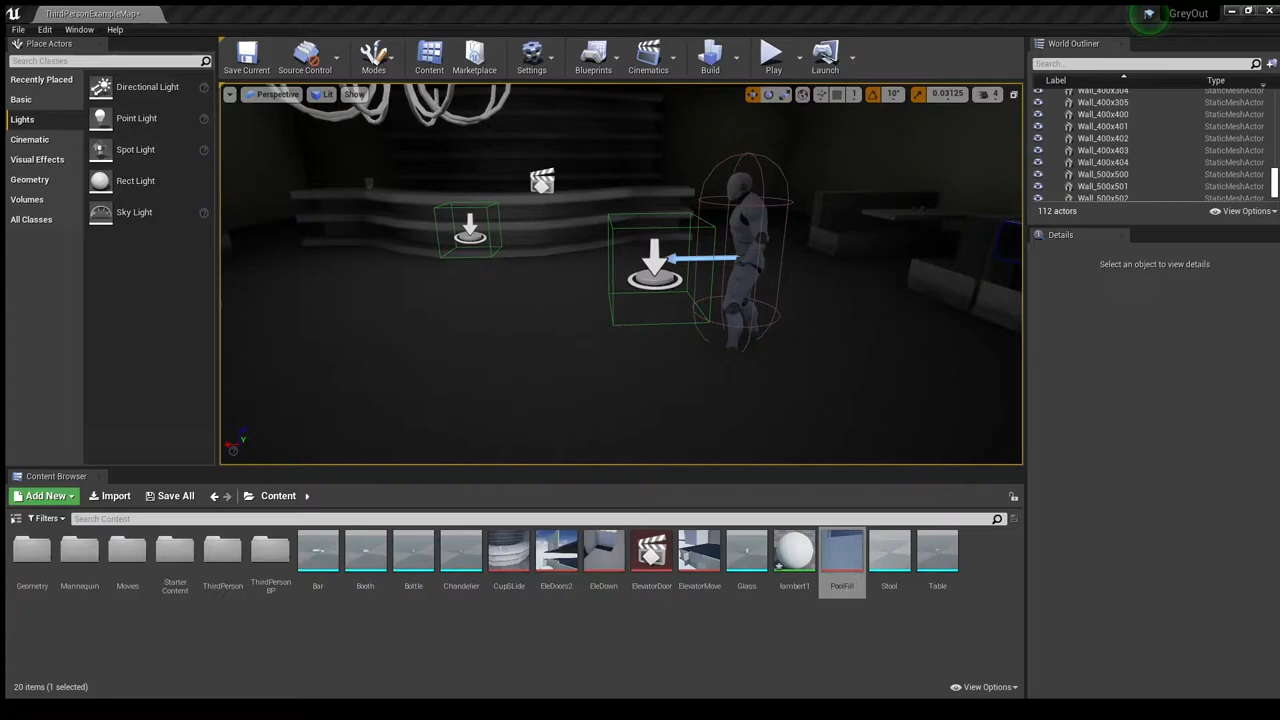 ThirdPersonExampleMap*
GreyOut
File Edit Window Help
Place Actors
Search Classes
Recently Placed
Basic
Lights
Cinematic
Visual Effects
Geometry
Volumes
All Classes
Directional Light
Point Light
Spot Light
Rect Light
Sky Light
Save Current Source Control Modes Content Marketplace Settings Blueprints Cinematics Build Play Launch
Perspective Lit Show
1 10° 0.03125 4
World Outliner
Search...
Label Type
Wall_400x304 StaticMeshActor
Wall_400x305 StaticMeshActor
Wall_400x400 StaticMeshActor
Wall_400x401 StaticMeshActor
Wall_400x402 StaticMeshActor
Wall_400x403 StaticMeshActor
Wall_400x404 StaticMeshActor
Wall_500x500 StaticMeshActor
Wall_500x501 StaticMeshActor
Wall_500x502 StaticMeshActor
112 actors View Options
Details
Select an object to view details
Y
Content Browser
Add New Import Save All Content
Filters Search Content
Geometry Mannequin Movies Starter Content ThirdPerson ThirdPerson BP Bar Booth Bottle Chandelier CupSLide EleDoors2 EleDown ElevatorDoor ElevatorMove Glass lambert1 PoolFill Stool Table
20 items (1 selected) View Options